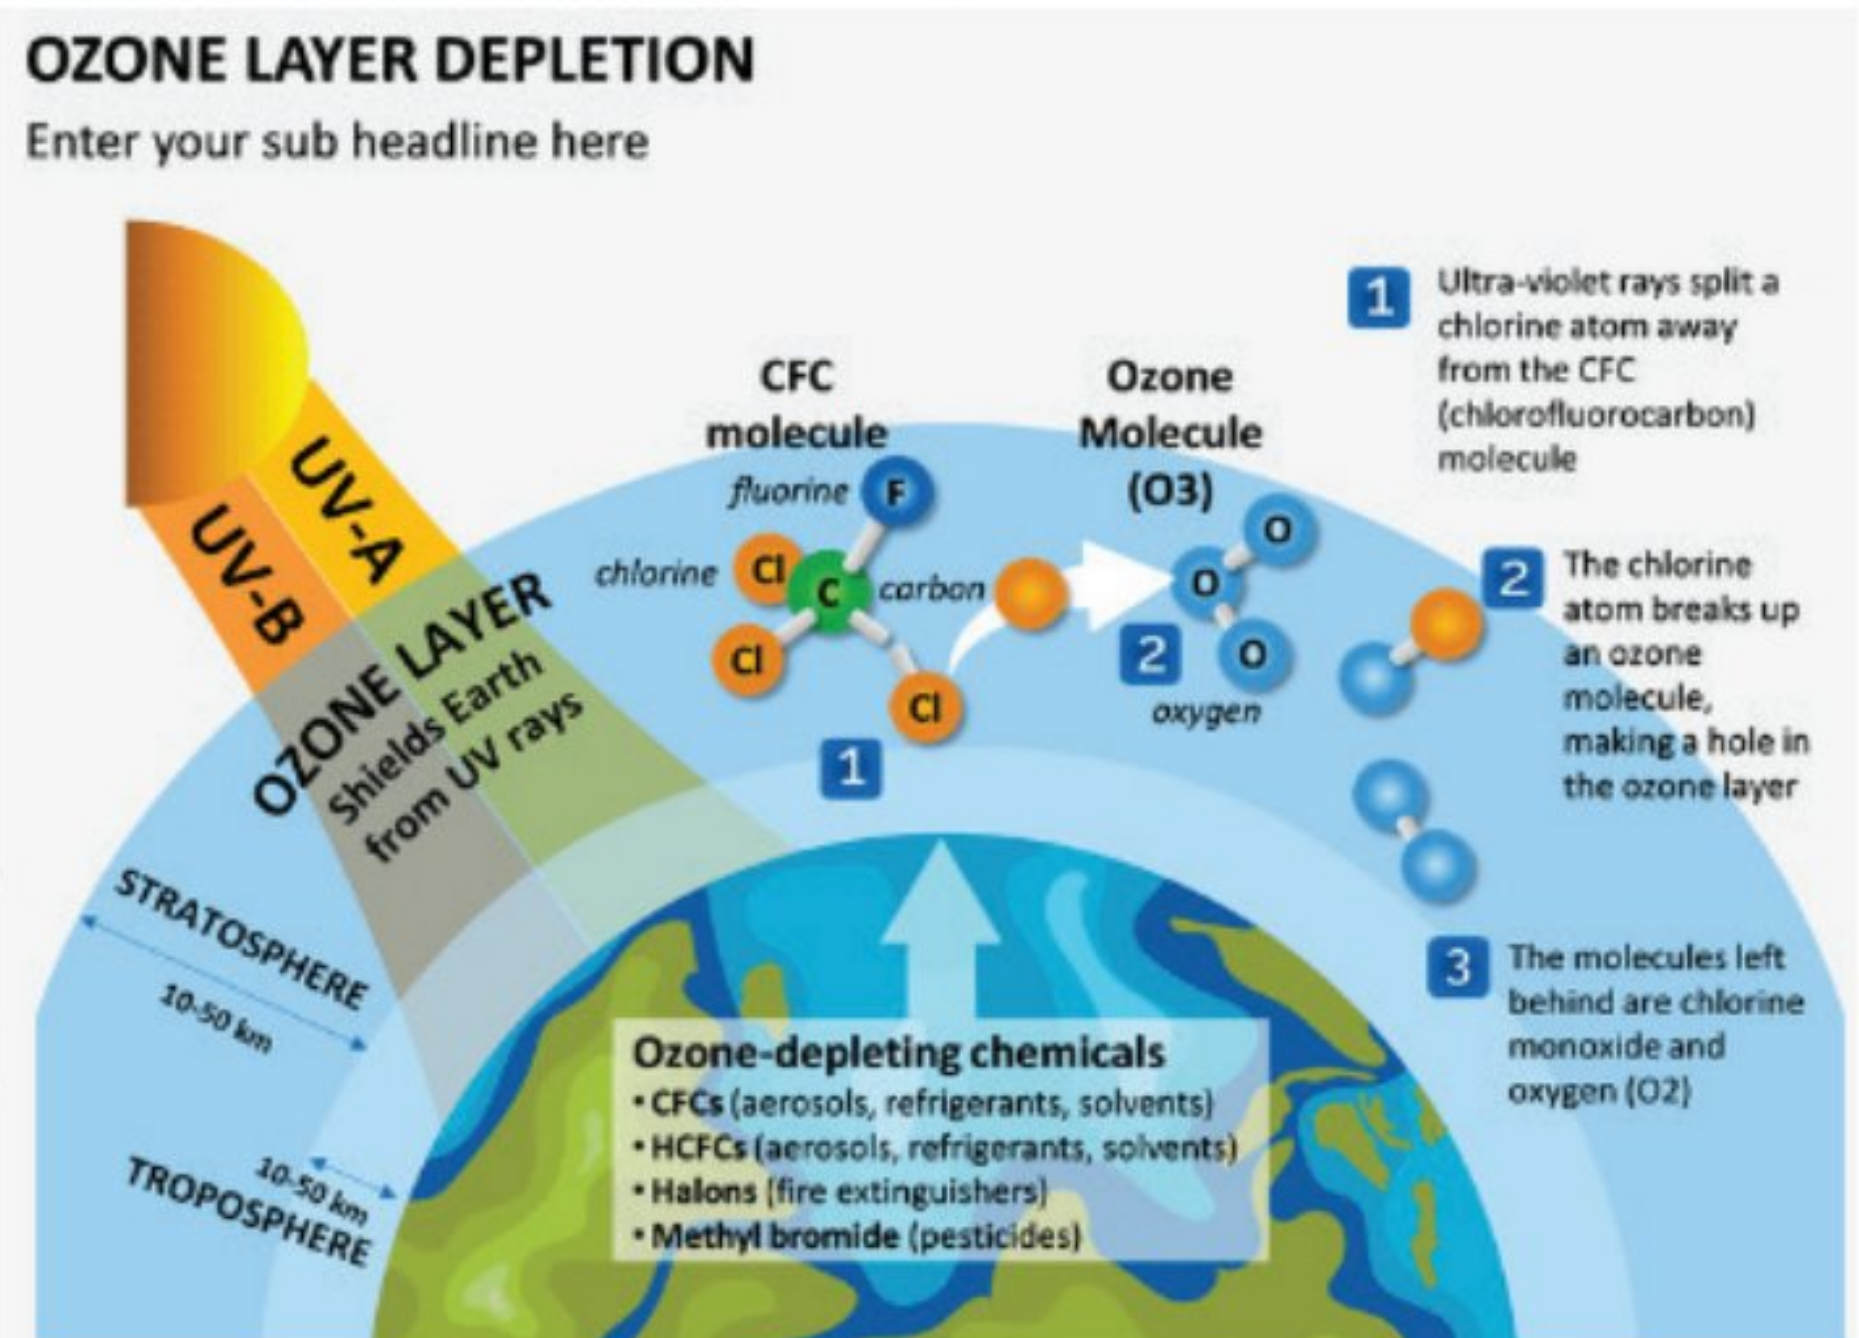 OZONE LAYER DEPLETION
Enter your sub headline here
UV-A
UV-B
OZONE LAYER
Shields Earth
from UV rays
STRATOSPHERE
10-50 km
10-50 km
TROPOSPHERE
CFC
molecule
fluorine
F
chlorine
Cl
C
carbon
Cl
Cl
1
Ozone
Molecule
(O3)
O
O
O
2
oxygen
1
Ultra-violet rays split a
chlorine atom away
from the CFC
(chlorofluorocarbon)
molecule
2
The chlorine
atom breaks up
an ozone
molecule,
making a hole in
the ozone layer
3
The molecules left
behind are chlorine
monoxide and
oxygen (O2)
Ozone-depleting chemicals
• CFCs (aerosols, refrigerants, solvents)
• HCFCs (aerosols, refrigerants, solvents)
• Halons (fire extinguishers)
• Methyl bromide (pesticides)